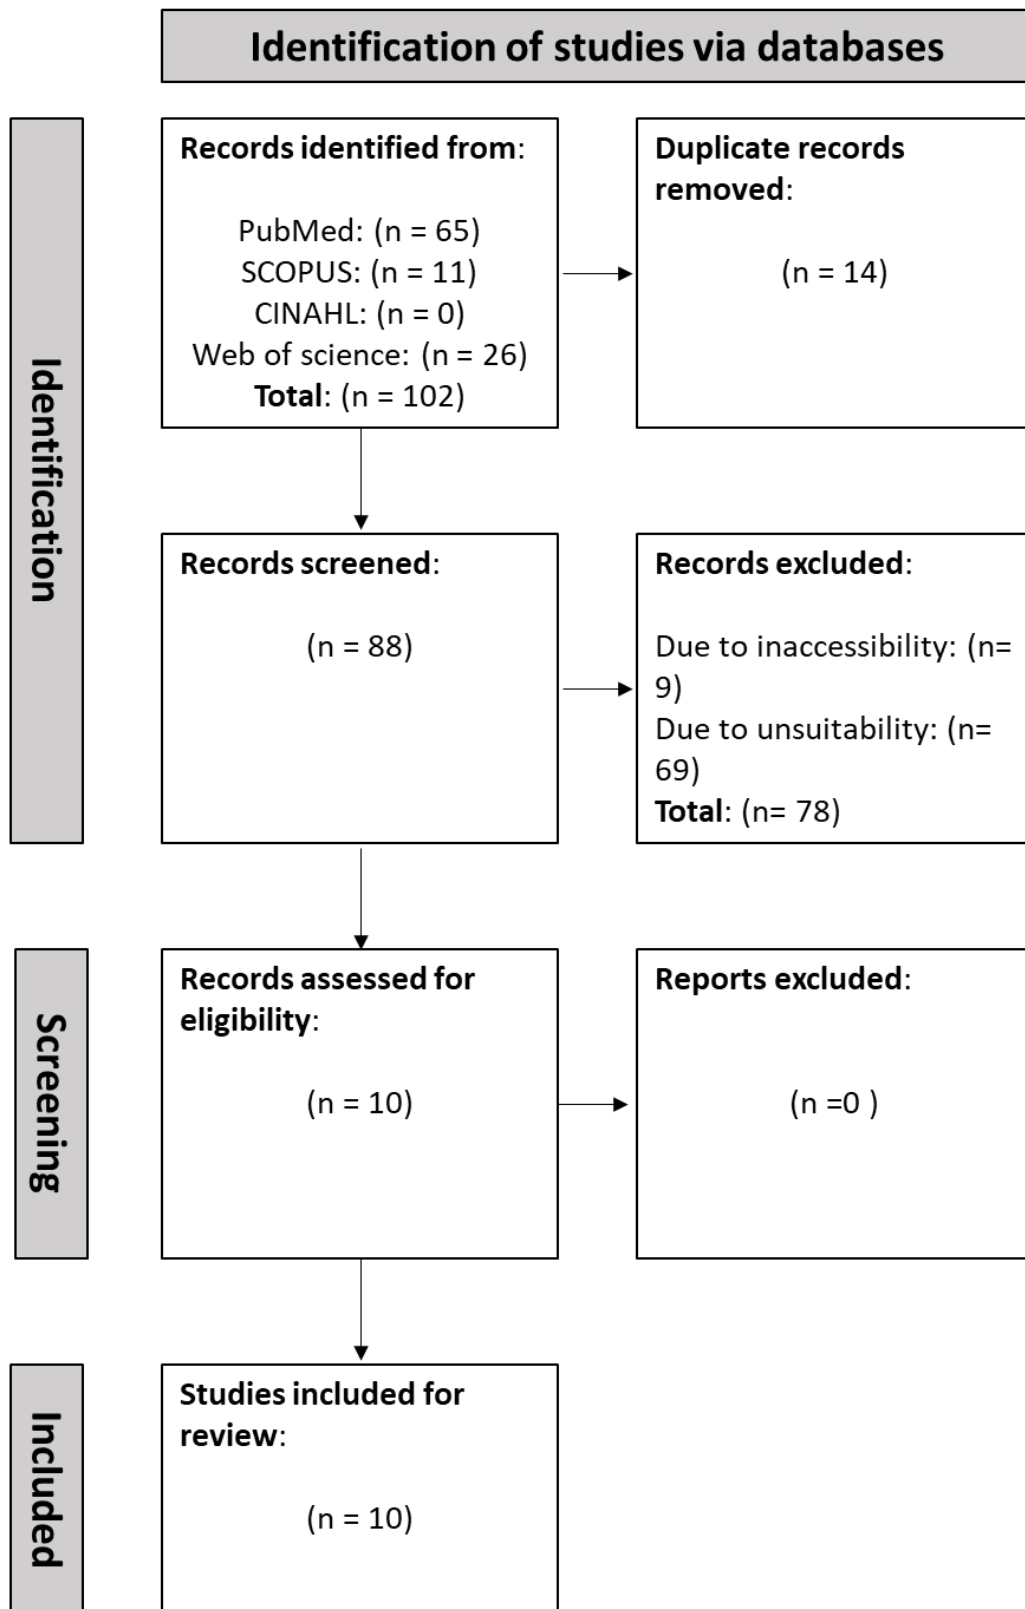 Identification of studies via databases
Identification
Records identified from:
PubMed: (n = 65)
SCOPUS: (n = 11)
CINAHL: (n = 0)
Web of science: (n = 26)
Total: (n = 102)
Duplicate records
removed:
(n = 14)
Records screened:
(n = 88)
Records excluded:
Due to inaccessibility: (n=
9)
Due to unsuitability: (n=
69)
Total: (n= 78)
Screening
Records assessed for
eligibility:
(n = 10)
Reports excluded:
(n =0 )
Included
Studies included for
review:
(n = 10)